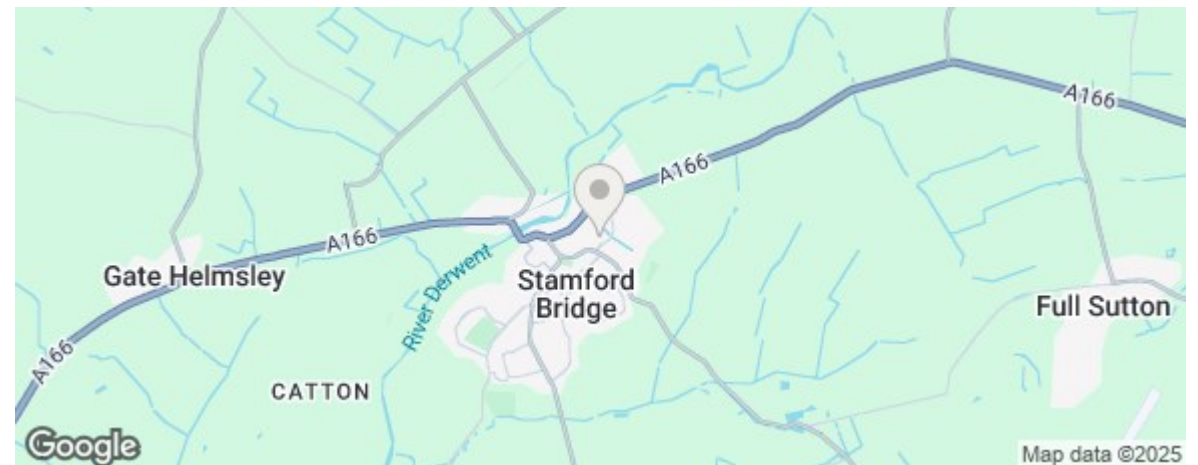 A166
A166
A166
Gate Helmsley
River Derwent
Stamford
Bridge
Full Sutton
A166
CATTON
Google
Map data ©2025